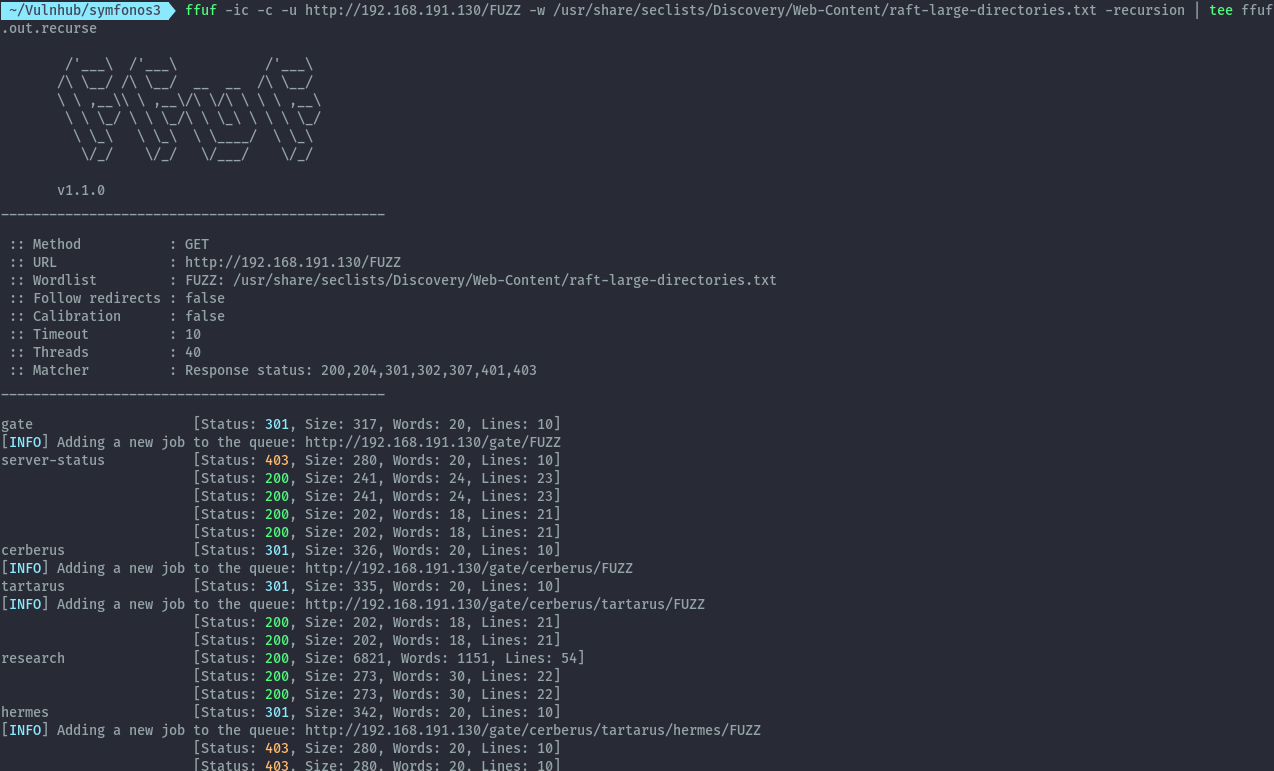 ~/Vulnhub/symfonos3 ffuf -ic -c -u http://192.168.191.130/FUZZ -w /usr/share/seclists/Discovery/Web-Content/raft-large-directories.txt -recursion | tee ffuf
.out.recurse
        /'___\  /'___\           /'___\
       /\ \__/ /\ \__/  __  __  /\ \__/
       \ \ ,__\\ \ ,__\/\ \/\ \ \ \ ,__\
        \ \ \_/ \ \ \_/\ \ \_\ \ \ \ \_/
         \ \_\   \ \_\  \ \____/  \ \_\
          \/_/    \/_/   \/___/    \/_/
       v1.1.0
________________________________________________
 :: Method           : GET
 :: URL              : http://192.168.191.130/FUZZ
 :: Wordlist         : FUZZ: /usr/share/seclists/Discovery/Web-Content/raft-large-directories.txt
 :: Follow redirects : false
 :: Calibration      : false
 :: Timeout          : 10
 :: Threads          : 40
 :: Matcher          : Response status: 200,204,301,302,307,401,403
________________________________________________
gate                    [Status: 301, Size: 317, Words: 20, Lines: 10]
[INFO] Adding a new job to the queue: http://192.168.191.130/gate/FUZZ
server-status           [Status: 403, Size: 280, Words: 20, Lines: 10]
                        [Status: 200, Size: 241, Words: 24, Lines: 23]
                        [Status: 200, Size: 241, Words: 24, Lines: 23]
                        [Status: 200, Size: 202, Words: 18, Lines: 21]
                        [Status: 200, Size: 202, Words: 18, Lines: 21]
cerberus                [Status: 301, Size: 326, Words: 20, Lines: 10]
[INFO] Adding a new job to the queue: http://192.168.191.130/gate/cerberus/FUZZ
tartarus                [Status: 301, Size: 335, Words: 20, Lines: 10]
[INFO] Adding a new job to the queue: http://192.168.191.130/gate/cerberus/tartarus/FUZZ
                        [Status: 200, Size: 202, Words: 18, Lines: 21]
                        [Status: 200, Size: 202, Words: 18, Lines: 21]
research                [Status: 200, Size: 6821, Words: 1151, Lines: 54]
                        [Status: 200, Size: 273, Words: 30, Lines: 22]
                        [Status: 200, Size: 273, Words: 30, Lines: 22]
hermes                  [Status: 301, Size: 342, Words: 20, Lines: 10]
[INFO] Adding a new job to the queue: http://192.168.191.130/gate/cerberus/tartarus/hermes/FUZZ
                        [Status: 403, Size: 280, Words: 20, Lines: 10]
                        [Status: 403, Size: 280, Words: 20, Lines: 10]